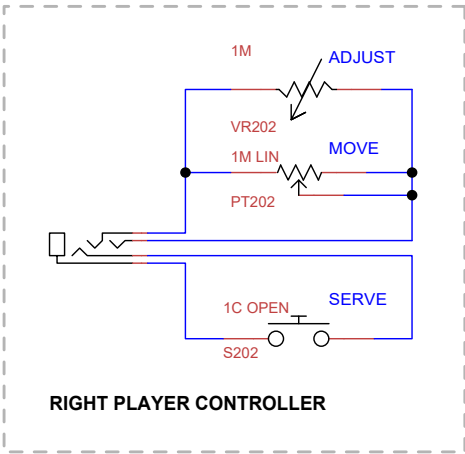 1M
ADJUST
VR202
MOVE
1M LIN
PT202
SERVE
1C OPEN
S202
RIGHT PLAYER CONTROLLER